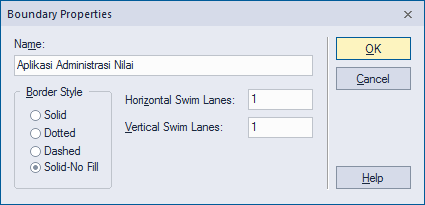 Boundary Properties
Name:
Aplikasi Administrasi Nilai
Border Style
Solid
Dotted
Dashed
Solid-No Fill
Horizontal Swim Lanes: 1
Vertical Swim Lanes: 1
OK
Cancel
Help